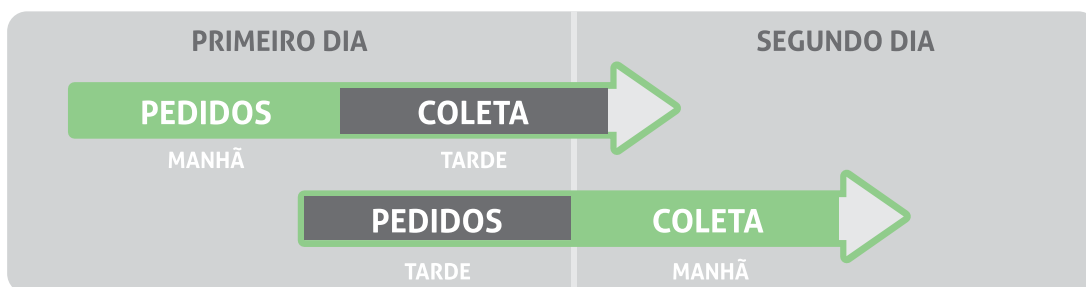 PRIMEIRO DIA SEGUNDO DIA
PEDIDOS COLETA
MANHÃ TARDE
PEDIDOS COLETA
TARDE MANHÃ